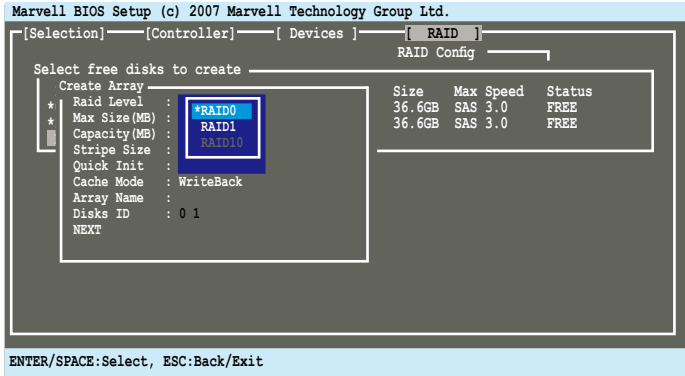 Marvell BIOS Setup (c) 2007 Marvell Technology Group Ltd.
[Selection] [Controller] [ Devices ] [ RAID ]
RAID Config
Select free disks to create
Create Array
Size Max Speed Status
* 36.6GB SAS 3.0 FREE
* 36.6GB SAS 3.0 FREE
Raid Level :
Max Size(MB) :
Capacity(MB) :
Stripe Size :
Quick Init :
Cache Mode : WriteBack
Array Name :
Disks ID : 0 1
NEXT
*RAID0
RAID1
RAID10
ENTER/SPACE:Select, ESC:Back/Exit